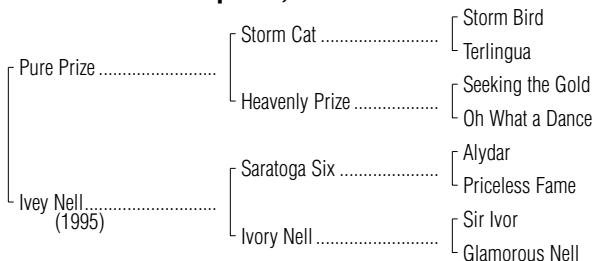 Storm Bird
Storm Cat
Terlingua
Pure Prize
Seeking the Gold
Heavenly Prize
Oh What a Dance
Alydar
Saratoga Six
Priceless Fame
Ivey Nell
(1995)
Sir Ivor
Ivory Nell
Glamorous Nell